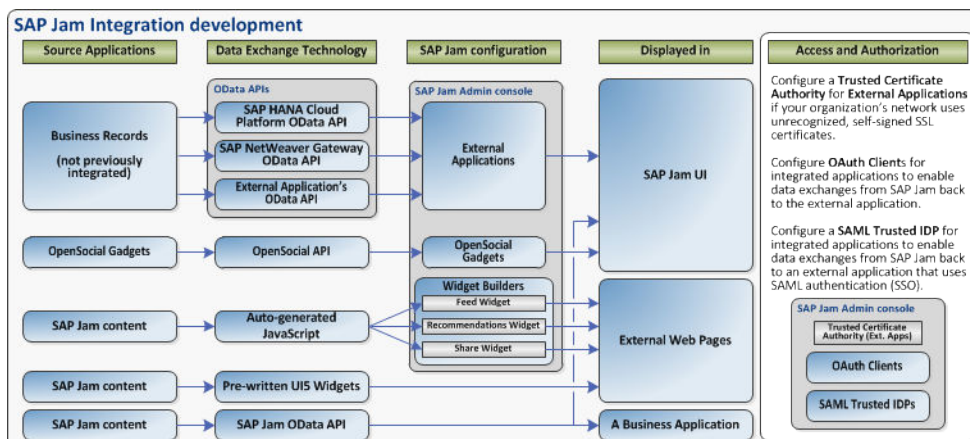 SAP Jam Integration development
Source Applications
Data Exchange Technology
SAP Jam configuration
Displayed in
Access and Authorization
Business Records
(not previously
integrated)
OData APIs
SAP HANA Cloud
Platform OData API
SAP NetWeaver Gateway
OData API
External Application's
OData API
SAP Jam Admin console
External
Applications
SAP Jam UI
OpenSocial Gadgets
OpenSocial API
OpenSocial
Gadgets
SAP Jam content
Auto-generated
JavaScript
Widget Builders
Feed Widget
Recommendations Widget
Share Widget
External Web Pages
SAP Jam content
Pre-written UI5 Widgets
SAP Jam content
SAP Jam OData API
A Business Application
Configure a Trusted Certificate
Authority for External Applications
if your organization's network uses
unrecognized, self-signed SSL
certificates.
Configure OAuth Clients for
integrated applications to enable
data exchanges from SAP Jam back
to the external application.
Configure a SAML Trusted IDP for
integrated applications to enable
data exchanges from SAP Jam back
to an external application that uses
SAML authentication (SSO).
SAP Jam Admin console
Trusted Certificate
Authority (Ext. Apps)
OAuth Clients
SAML Trusted IDPs